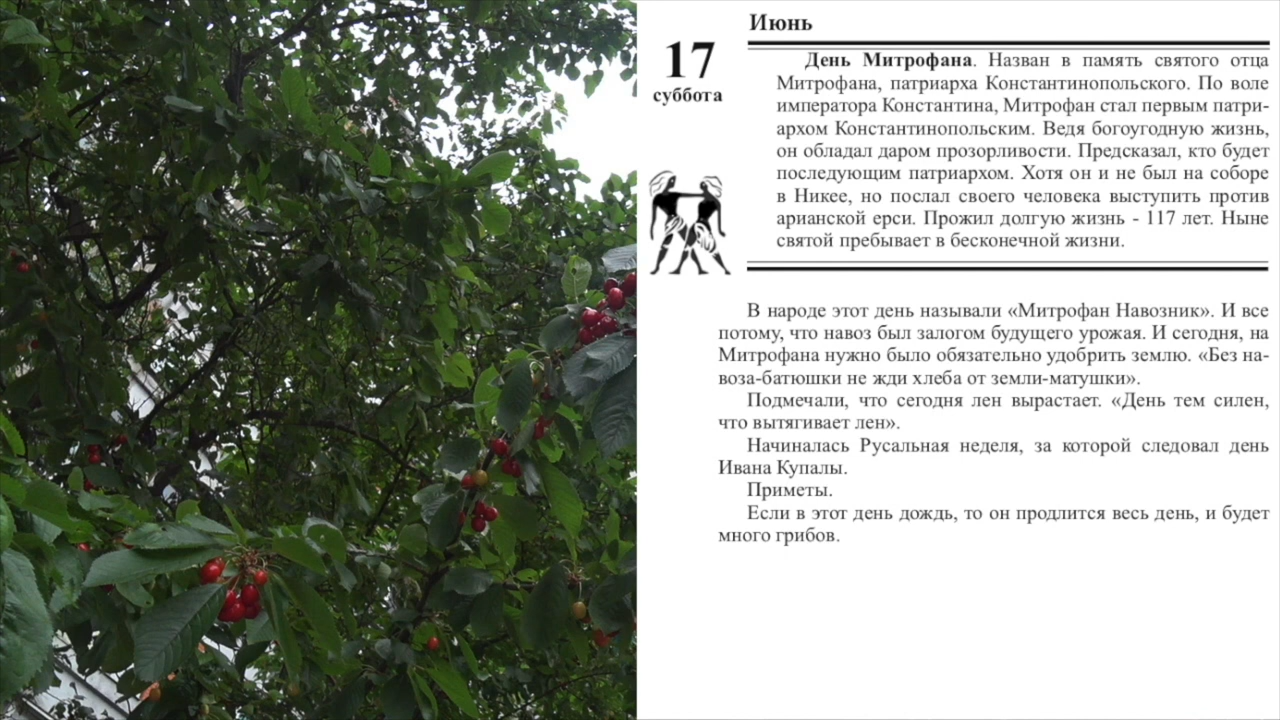 Июнь
17
суббота
День Митрофана. Назван в память святого отца
Митрофана, патриарха Константинопольского. По воле
императора Константина, Митрофан стал первым патри-
архом Константинопольским. Ведя богоугодную жизнь,
он обладал даром прозорливости. Предсказал, кто будет
последующим патриархом. Хотя он и не был на соборе
в Никее, но послал своего человека выступить против
арианской ерси. Прожил долгую жизнь - 117 лет. Ныне
святой пребывает в бесконечной жизни.
В народе этот день называли «Митрофан Навозник». И все
потому, что навоз был залогом будущего урожая. И сегодня, на
Митрофана нужно было обязательно удобрить землю. «Без на-
воза-батюшки не жди хлеба от земли-матушки».
Подмечали, что сегодня лен вырастает. «День тем силен,
что вытягивает лен».
Начиналась Русальная неделя, за которой следовал день
Ивана Купалы.
Приметы.
Если в этот день дождь, то он продлится весь день, и будет
много грибов.